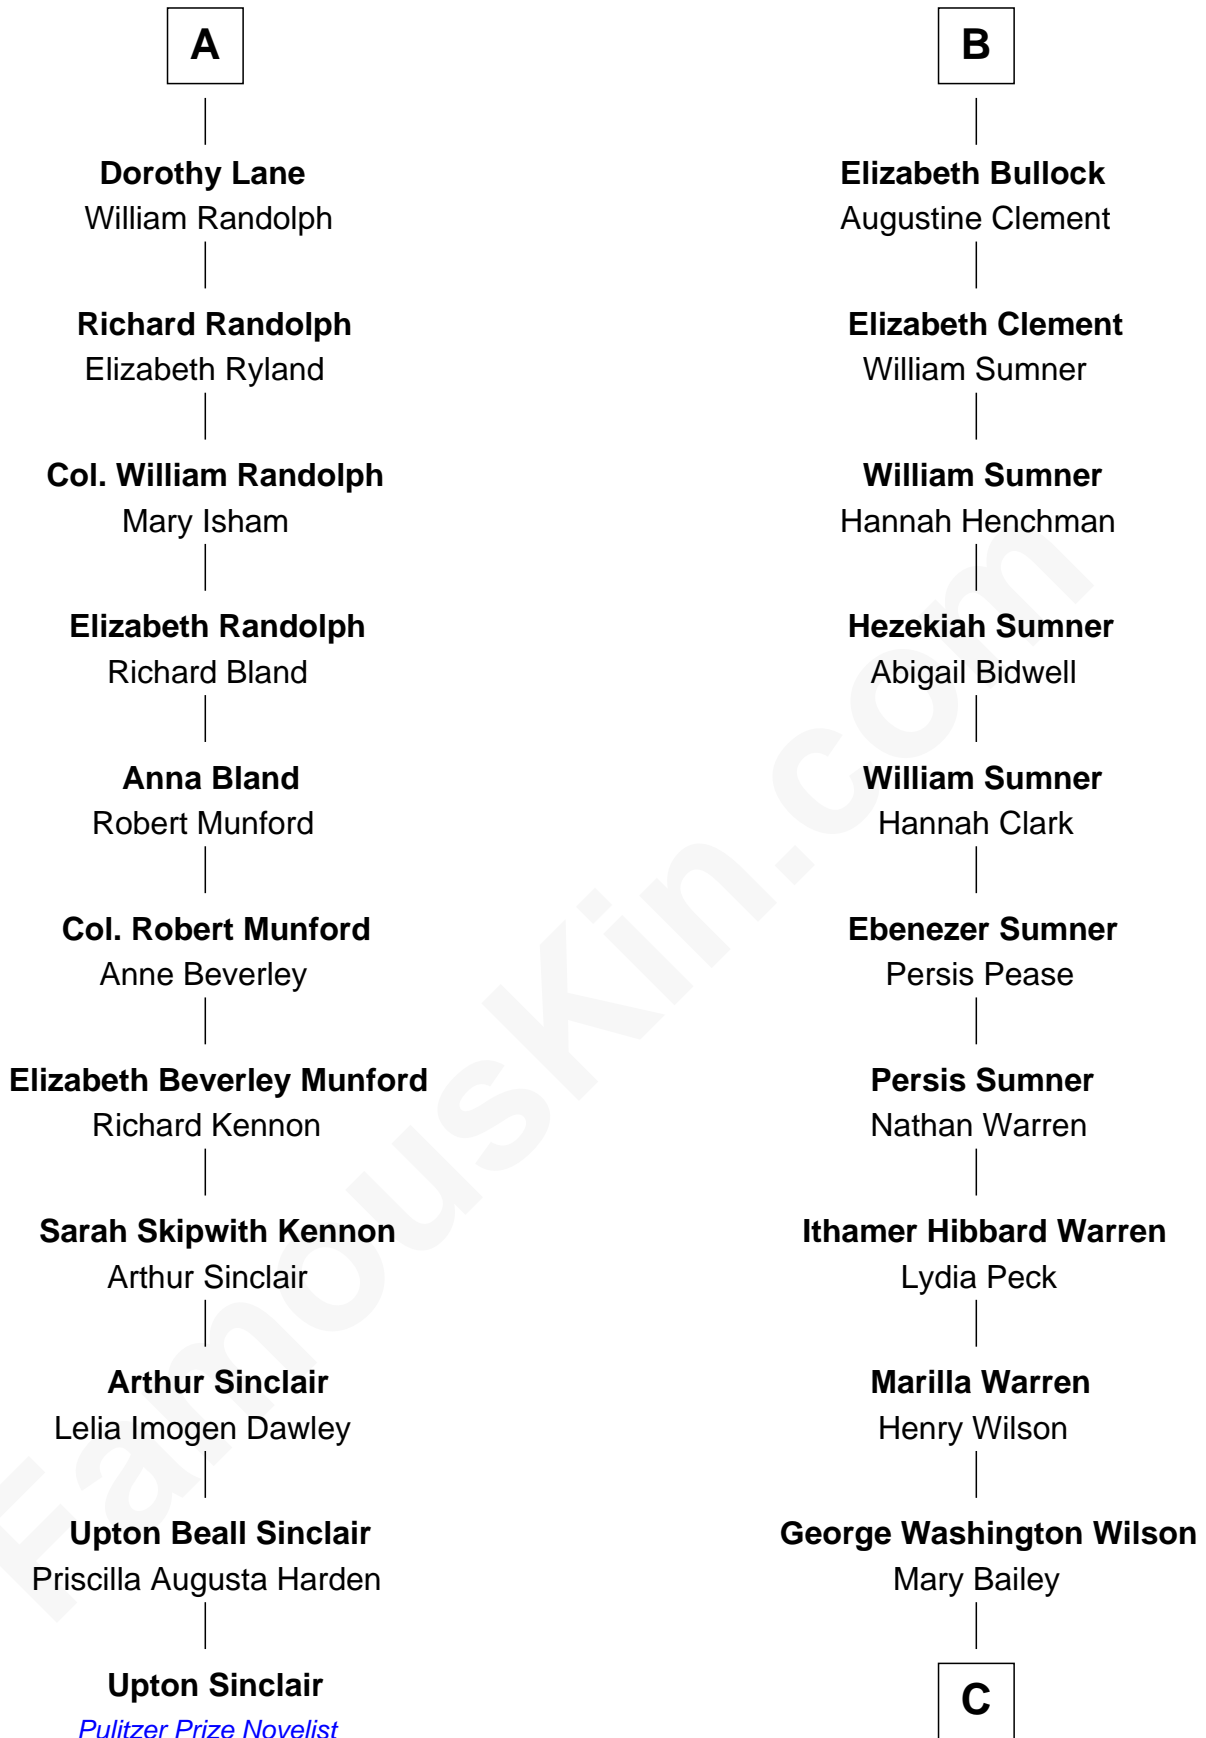 A
Dorothy Lane
William Randolph
Richard Randolph
Elizabeth Ryland
Col. William Randolph
Mary Isham
Elizabeth Randolph
Richard Bland
Anna Bland
Robert Munford
Col. Robert Munford
Anne Beverley
Elizabeth Beverley Munford
Richard Kennon
Sarah Skipwith Kennon
Arthur Sinclair
Arthur Sinclair
Lelia Imogen Dawley
Upton Beall Sinclair
Priscilla Augusta Harden
Upton Sinclair
Pulitzer Prize Novelist
B
Elizabeth Bullock
Augustine Clement
Elizabeth Clement
William Sumner
William Sumner
Hannah Henchman
Hezekiah Sumner
Abigail Bidwell
William Sumner
Hannah Clark
Ebenezer Sumner
Persis Pease
Persis Sumner
Nathan Warren
Ithamer Hibbard Warren
Lydia Peck
Marilla Warren
Henry Wilson
George Washington Wilson
Mary Bailey
C
FamousKin.com